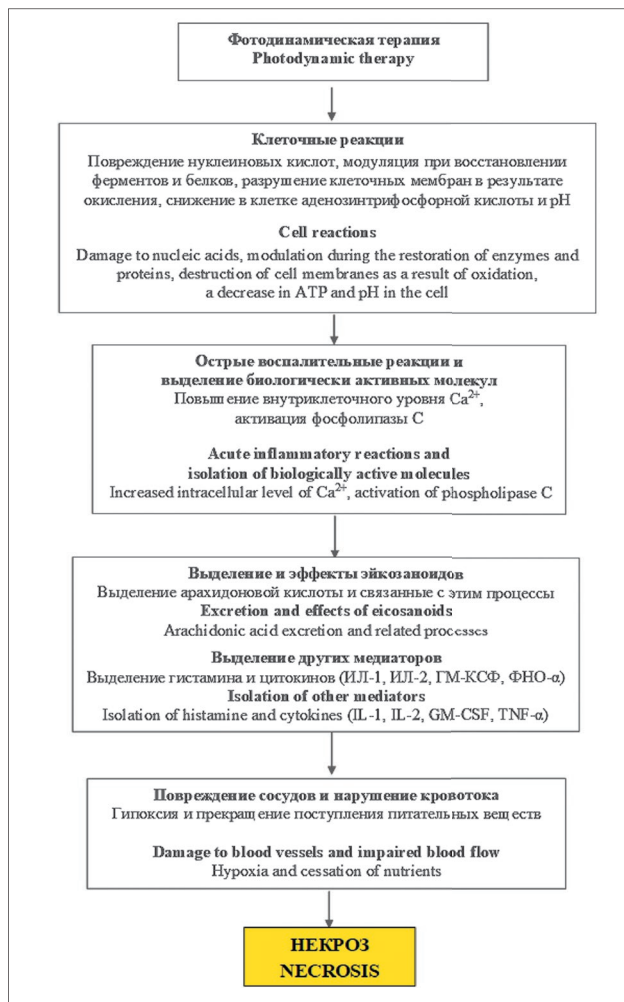 Фотодинамическая терапия
Photodynamic therapy
Клеточные реакции
Повреждение нуклеиновых кислот, модуляция при восстановлении
ферментов и белков, разрушение клеточных мембран в результате
окисления, снижение в клетке аденозинтрифосфорной кислоты и pH
Cell reactions
Damage to nucleic acids, modulation during the restoration of enzymes and
proteins, destruction of cell membranes as a result of oxidation,
a decrease in ATP and pH in the cell
Острые воспалительные реакции и
выделение биологически активных молекул
Повышение внутриклеточного уровня Ca²⁺,
активация фосфолипазы C
Acute inflammatory reactions and
isolation of biologically active molecules
Increased intracellular level of Ca²⁺, activation of phospholipase C
Выделение и эффекты эйкозаноидов
Выделение арахидоновой кислоты и связанные с этим процессы
Excretion and effects of eicosanoids
Arachidonic acid excretion and related processes
Выделение других медиаторов
Выделение гистамина и цитокинов (ИЛ-1, ИЛ-2, ГМ-КСФ, ФНО-α)
Isolation of other mediators
Isolation of histamine and cytokines (IL-1, IL-2, GM-CSF, TNF-α)
Повреждение сосудов и нарушение кровотока
Гипоксия и прекращение поступления питательных веществ
Damage to blood vessels and impaired blood flow
Hypoxia and cessation of nutrients
НЕКРОЗ
NECROSIS